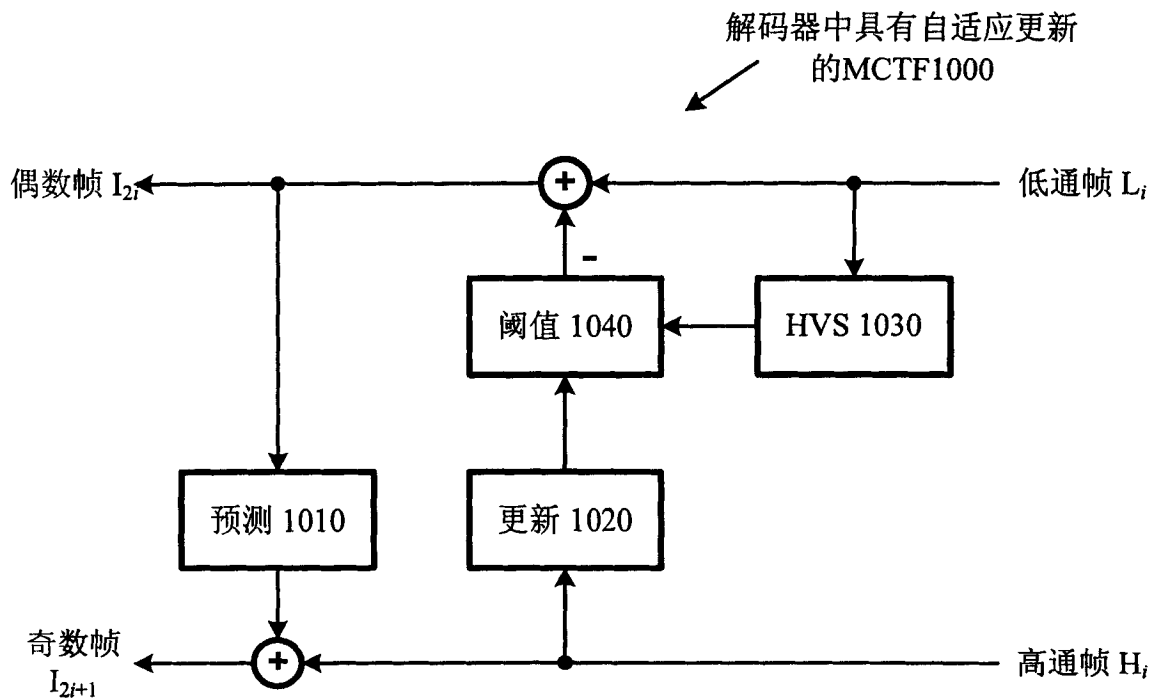 解码器中具有自适应更新
的MCTF1000
偶数帧 I2i
+
低通帧 Li
-
阈值 1040
HVS 1030
预测 1010
更新 1020
奇数帧
I2i+1
+
高通帧 Hi